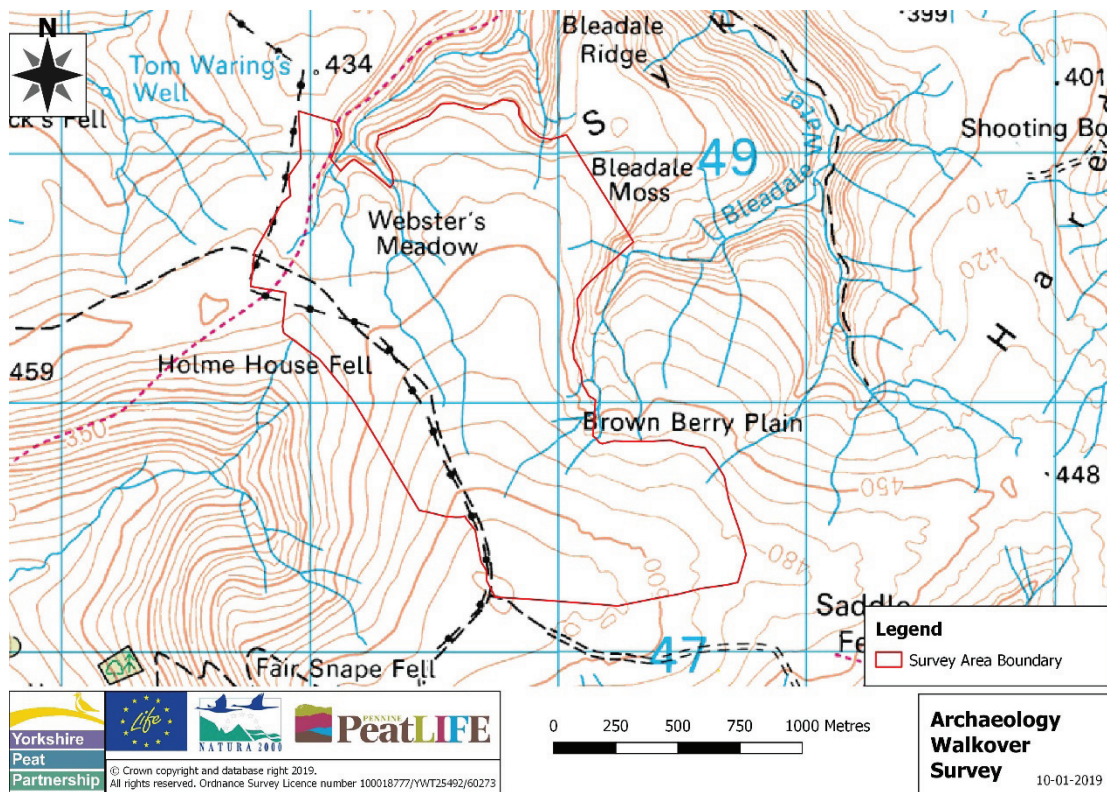 N
Tom Waring's
Well
434
ck's Fell
Bleadale
Ridge
399
400
401
Shooting Bo
S
y
K
Bleadale
Moss
49
Bleadale
Water
410
420
H
a
r
e
Webster's
Meadow
459
Holme House Fell
350
Brown Berry Plain
448
450
480
500
Saddle
Fe
47
Fair Snape Fell
Legend
Survey Area Boundary
Yorkshire
Peat
Partnership
Life
NATURA 2000
PENNINE
PeatLIFE
© Crown copyright and database right 2019.
All rights reserved. Ordnance Survey Licence number 100018777/YWT25492/60273
0 250 500 750 1000 Metres
Archaeology
Walkover
Survey
10-01-2019